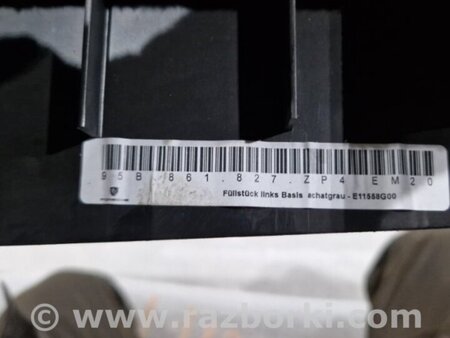 95B.861.827.ZP4 EM20
Füllstück links Basis achatgrau - E11558G00
© www.razborki.com